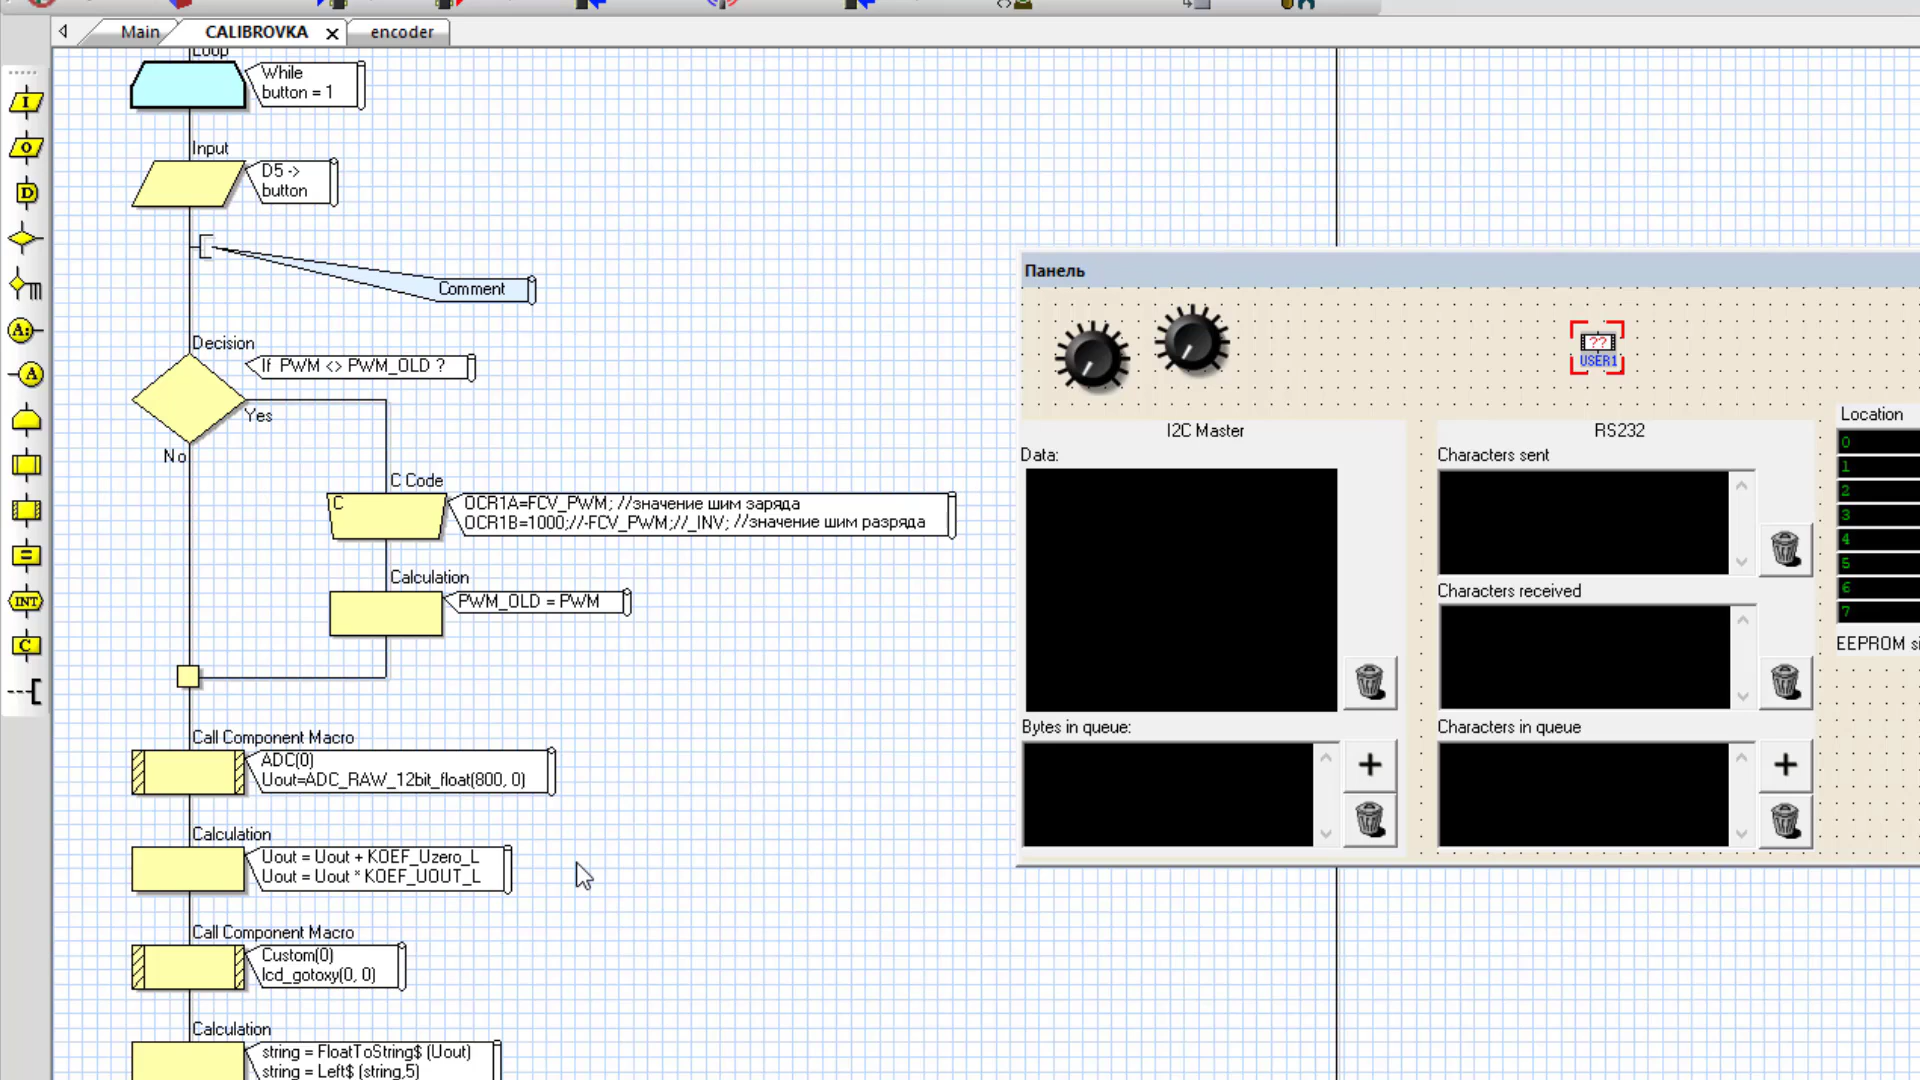 Main
CALIBROVKA
encoder
Loop
While
button = 1
Input
D5 ->
button
Comment
Decision
If PWM <> PWM_OLD ?
Yes
No
C Code
C
OCR1A=FCV_PWM; //значение шим заряда
OCR1B=1000;//-FCV_PWM;//_INV; //значение шим разряда
Calculation
PWM_OLD = PWM
Call Component Macro
ADC(0)
Uout=ADC_RAW_12bit_float(800, 0)
Calculation
Uout = Uout + KOEF_Uzero_L
Uout = Uout * KOEF_UOUT_L
Call Component Macro
Custom(0)
lcd_gotoxy(0, 0)
Calculation
string = FloatToString$ (Uout)
string = Left$ (string,5)
I
O
D
A:
A
=
INT
C
Панель
??
USER1
I2C Master
Data:
Bytes in queue:
+
RS232
Characters sent
Characters received
Characters in queue
+
Location
0
1
2
3
4
5
6
7
EEPROM si